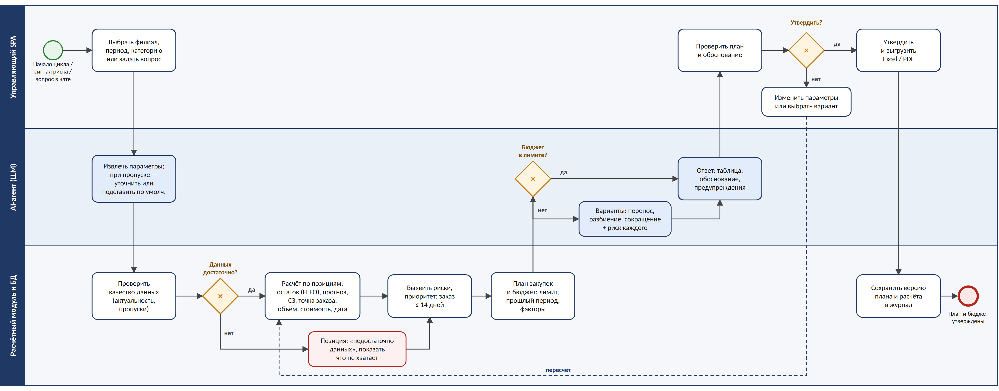 Управляющий SPA
Начало цикла /
сигнал риска /
вопрос в чате
Выбрать филиал,
период, категорию
или задать вопрос
Проверить план
и обоснование
Утвердить?
×
да
нет
Утвердить
и выгрузить
Excel / PDF
Изменить параметры
или выбрать вариант
AI-агент (LLM)
Извлечь параметры;
при пропуске —
уточнить или
подставить по умолч.
Бюджет
в лимите?
×
да
нет
Ответ: таблица,
обоснование,
предупреждения
Варианты: перенос,
разбиение, сокращение
+ риск каждого
Расчётный модуль и БД
Проверить
качество данных
(актуальность,
пропуски)
Данных
достаточно?
×
да
нет
Расчёт по позициям:
остаток (FEFO), прогноз,
СЗ, точка заказа,
объём, стоимость, дата
Выявить риски,
приоритет: заказ
≤ 14 дней
План закупок
и бюджет: лимит,
прошлый период,
факторы
Позиция: «недостаточно
данных», показать
что не хватает
пересчёт
Сохранить версию
плана и расчёта
в журнал
План и бюджет
утверждены